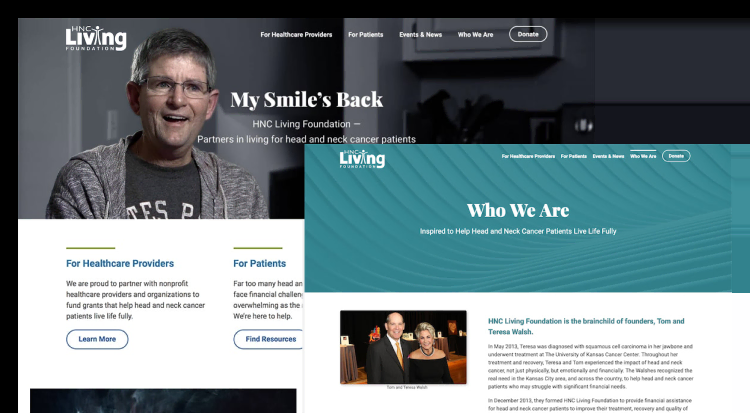 HNC
Living
FOUNDATION
For Healthcare Providers For Patients Events & News Who We Are Donate
My Smile's Back
HNC Living Foundation —
Partners in living for head and neck cancer patients
TES
For Healthcare Providers
We are proud to partner with nonprofit
healthcare providers and organizations to
fund grants that help head and neck cancer
patients live life fully.
Learn More
For Patients
Far too many head an
face financial challen
overwhelming as the
We're here to help.
Find Resources
HNC
Living
FOUNDATION
For Healthcare Providers For Patients Events & News Who We Are Donate
Who We Are
Inspired to Help Head and Neck Cancer Patients Live Life Fully
Tom and Teresa Walsh
HNC Living Foundation is the brainchild of founders, Tom and
Teresa Walsh.
In May 2013, Teresa was diagnosed with squamous cell carcinoma in her jawbone and
underwent treatment at The University of Kansas Cancer Center. Throughout her
treatment and recovery, Teresa and Tom experienced the impact of head and neck
cancer, not just physically, but emotionally and financially. The Walshes recognized the
real need in the Kansas City area, and across the country, to help head and neck cancer
patients who may struggle with significant financial needs.
In December 2013, they formed HNC Living Foundation to provide financial assistance
for head and neck cancer patients to improve their treatment, recovery and quality of